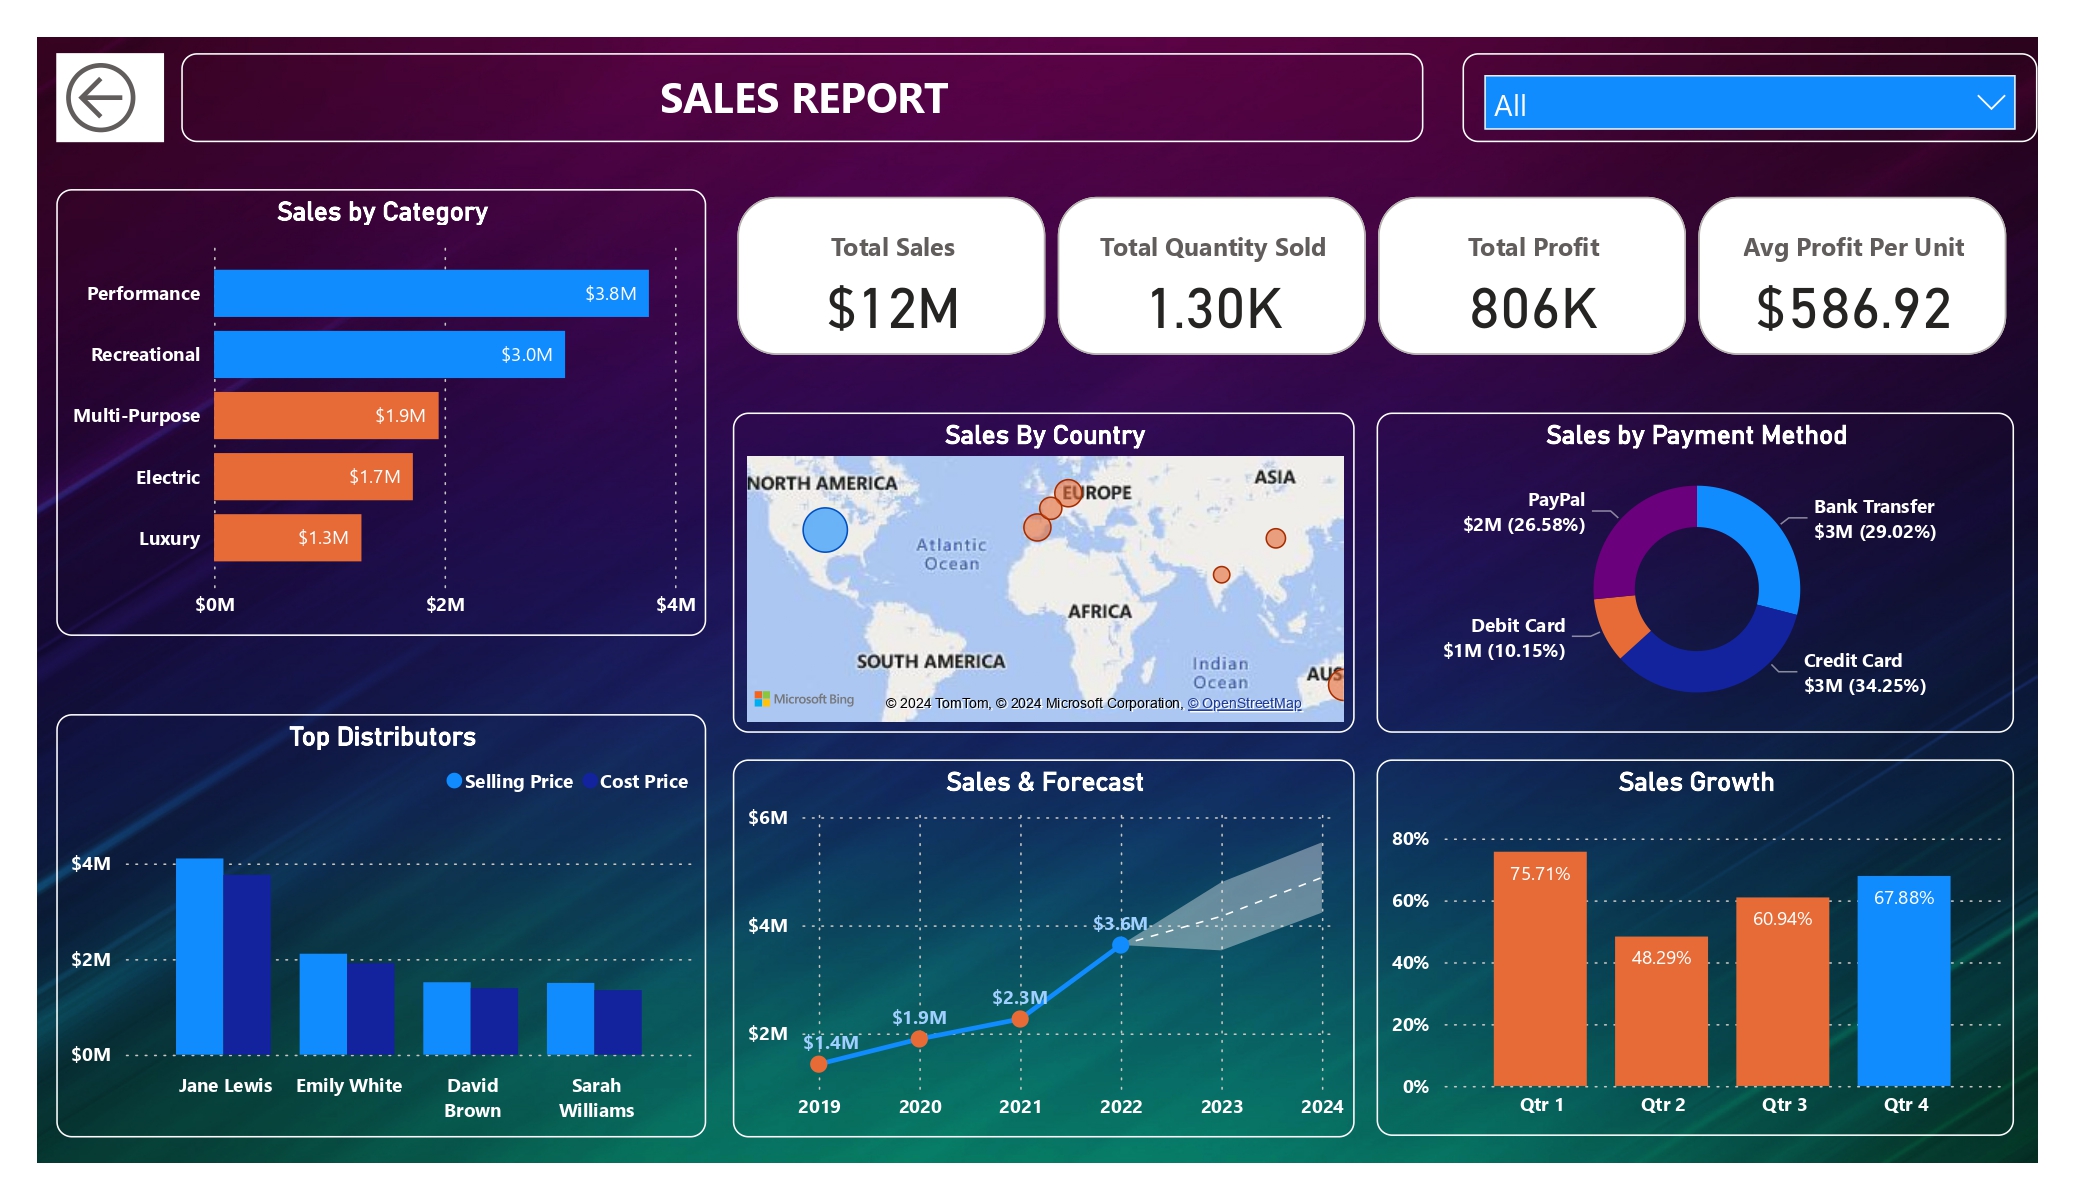 SALES REPORT
All
Sales by Category
Performance
$3.8M
Recreational
$3.0M
Multi-Purpose
$1.9M
Electric
$1.7M
Luxury
$1.3M
$0M
$2M
$4M
Total Sales
$12M
Total Quantity Sold
1.30K
Total Profit
806K
Avg Profit Per Unit
$586.92
Sales By Country
NORTH AMERICA
EUROPE
ASIA
Atlantic
Ocean
AFRICA
SOUTH AMERICA
Indian
Ocean
AUS
Microsoft Bing
© 2024 TomTom, © 2024 Microsoft Corporation, © OpenStreetMap
Sales by Payment Method
PayPal
$2M (26.58%)
Bank Transfer
$3M (29.02%)
Debit Card
$1M (10.15%)
Credit Card
$3M (34.25%)
Top Distributors
Selling Price
Cost Price
$4M
$2M
$0M
Jane Lewis
Emily White
David
Brown
Sarah
Williams
Sales & Forecast
$6M
$4M
$2M
$1.4M
$1.9M
$2.3M
$3.6M
2019
2020
2021
2022
2023
2024
Sales Growth
80%
60%
40%
20%
0%
75.71%
48.29%
60.94%
67.88%
Qtr 1
Qtr 2
Qtr 3
Qtr 4